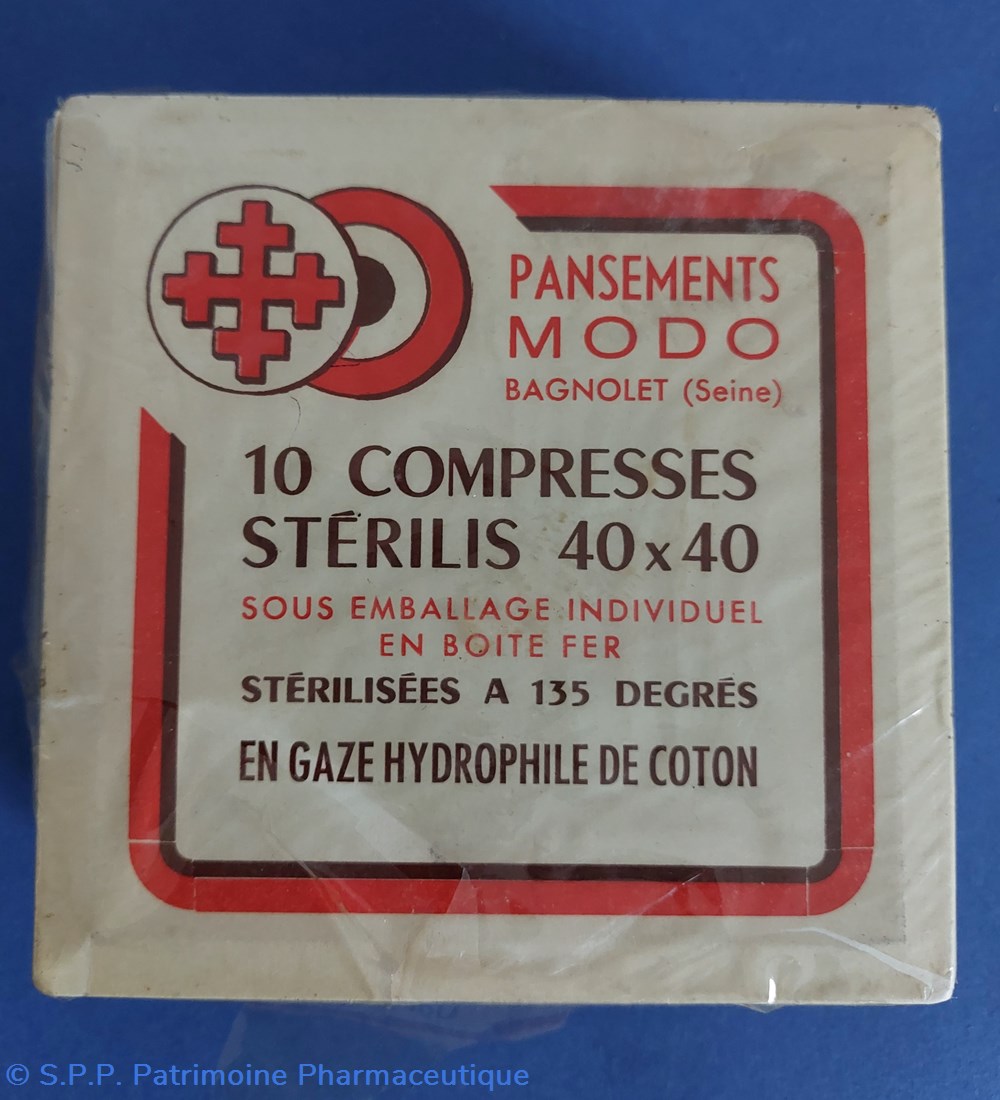 PANSEMENTS
MODO
BAGNOLET (Seine)
10 COMPRESSES
STÉRILIS 40x40
SOUS EMBALLAGE INDIVIDUEL
EN BOITE FER
STÉRILISÉES A 135 DEGRÉS
EN GAZE HYDROPHILE DE COTON
© S.P.P. Patrimoine Pharmaceutique